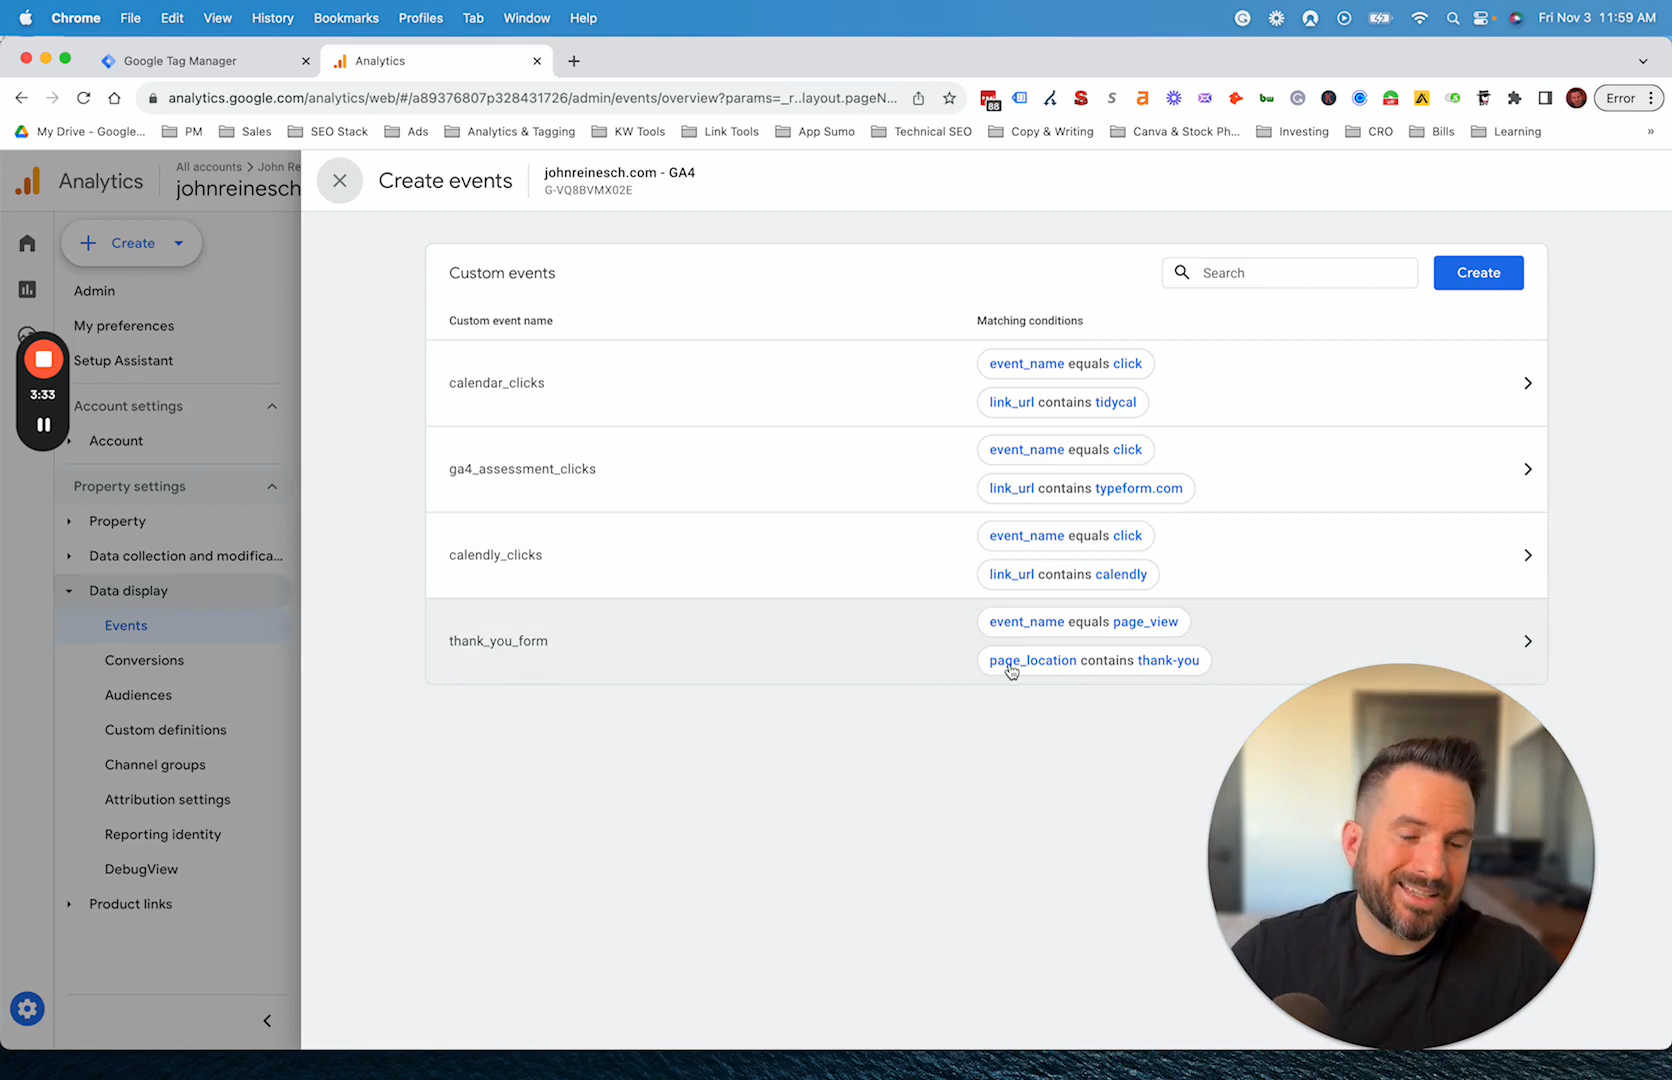 Chrome File Edit View History Bookmarks Profiles Tab Window Help Fri Nov 3 11:59 AM
Google Tag Manager Analytics
analytics.google.com/analytics/web/#/a89376807p328431726/admin/events/overview?params=_r..layout.pageN... 88 Error
My Drive - Google... PM Sales SEO Stack Ads Analytics & Tagging KW Tools Link Tools App Sumo Technical SEO Copy & Writing Canva & Stock Ph... Investing CRO Bills Learning »
Analytics
All accounts > John Re
johnreinesch
Create events
johnreinesch.com - GA4
G-VQ8BVMX02E
Create
Admin
My preferences
Setup Assistant
3:33
Account settings
Account
Property settings
Property
Data collection and modifica...
Data display
Events
Conversions
Audiences
Custom definitions
Channel groups
Attribution settings
Reporting identity
DebugView
Product links
Custom events
Search
Create
Custom event name Matching conditions
calendar_clicks
event_name equals click
link_url contains tidycal
ga4_assessment_clicks
event_name equals click
link_url contains typeform.com
calendly_clicks
event_name equals click
link_url contains calendly
thank_you_form
event_name equals page_view
page_location contains thank-you